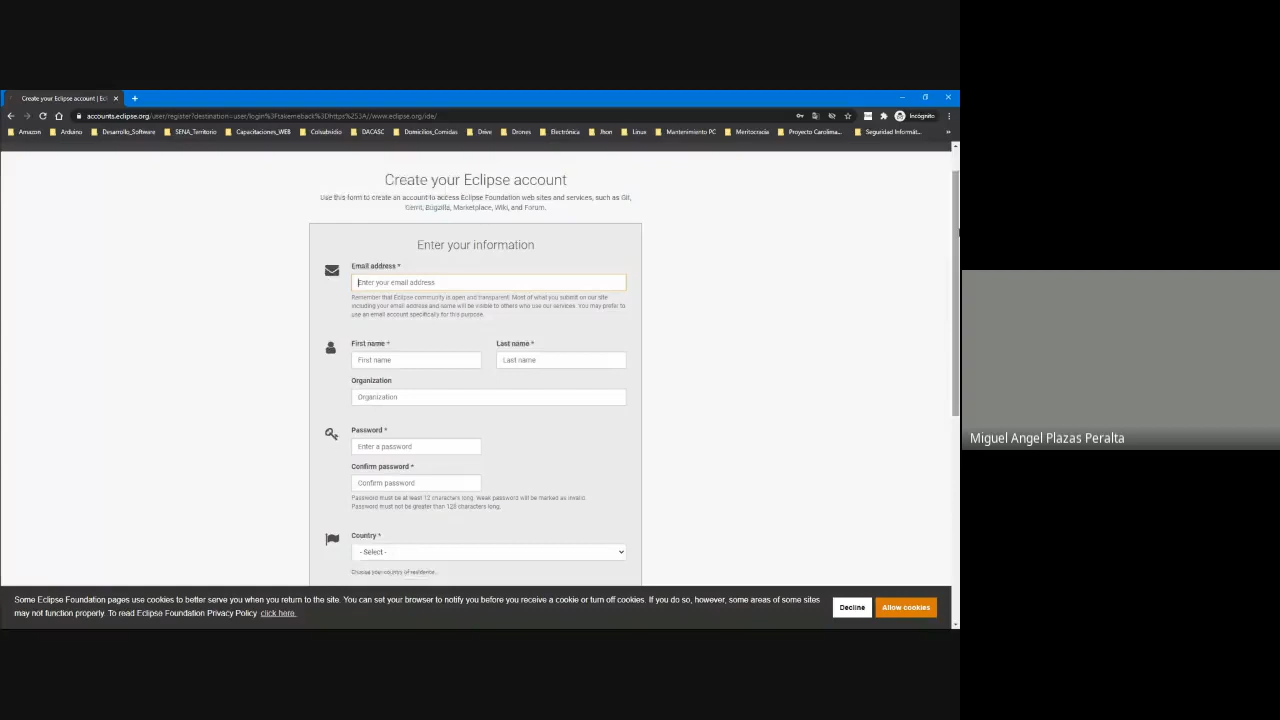 Create your Eclipse account | Ecl
accounts.eclipse.org/user/register?destination=user/login%3Ftakemeback%3Dhttps%253A//www.eclipse.org/ide/
Incógnito
Amazon Arduino Desarrollo_Software SENA_Territorio Capacitaciones_WEB Colsubsidio DACASC Domicilios_Comidas Drive Drones Electrónica Jhon Linux Mantenimiento PC Meritocracia Proyecto Carolima... Seguridad Informát... »
Create your Eclipse account
Use this form to create an account to access Eclipse Foundation web sites and services, such as Git,
Gerrit, Bugzilla, Marketplace, Wiki, and Forum.
Enter your information
Email address *
Enter your email address
Remember that Eclipse community is open and transparent. Most of what you submit on our site
including your email address and name will be visible to others who use our services. You may prefer to
use an email account specifically for this purpose.
First name * Last name *
First name Last name
Organization
Organization
Password *
Enter a password
Confirm password *
Confirm password
Password must be at least 12 characters long. Weak password will be marked as invalid.
Password must not be greater than 128 characters long.
Country *
- Select -
Choose your country of residence.
Some Eclipse Foundation pages use cookies to better serve you when you return to the site. You can set your browser to notify you before you receive a cookie or turn off cookies. If you do so, however, some areas of some sites
may not function properly. To read Eclipse Foundation Privacy Policy click here.
Decline Allow cookies
Miguel Angel Plazas Peralta